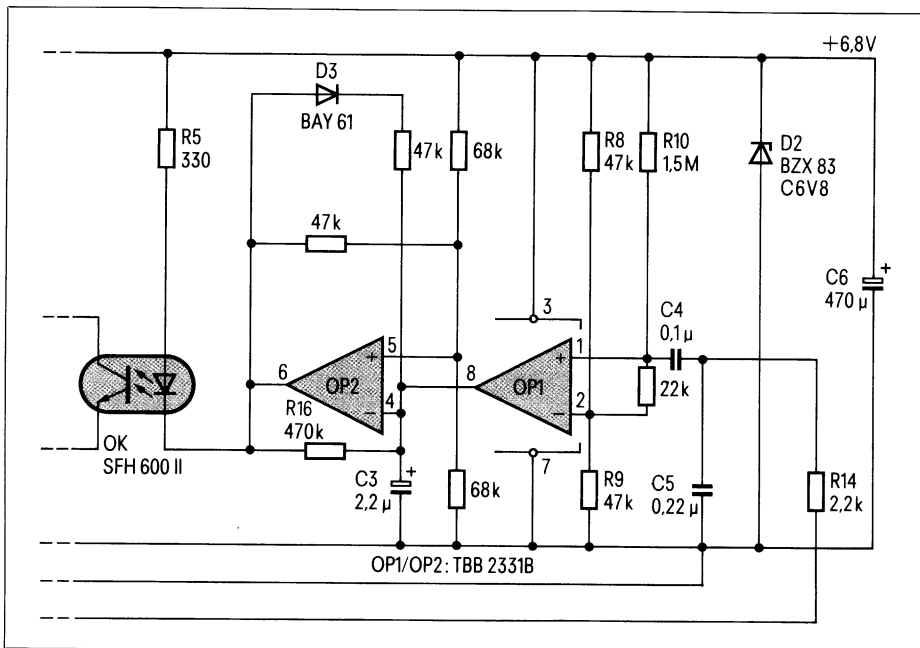 +6,8V
D3
BAY 61
R5
330
47k
68k
R8
47k
R10
1,5M
D2
BZX 83
C6V8
47k
C6
470 µ
+
3
C4
0,1 µ
5
+
6
OP2
4
−
8
1
+
OP1
2
−
22k
7
OK
SFH 600 II
R16
470k
C3
2,2 µ
+
68k
R9
47k
C5
0,22 µ
R14
2,2k
OP1/OP2: TBB 2331B